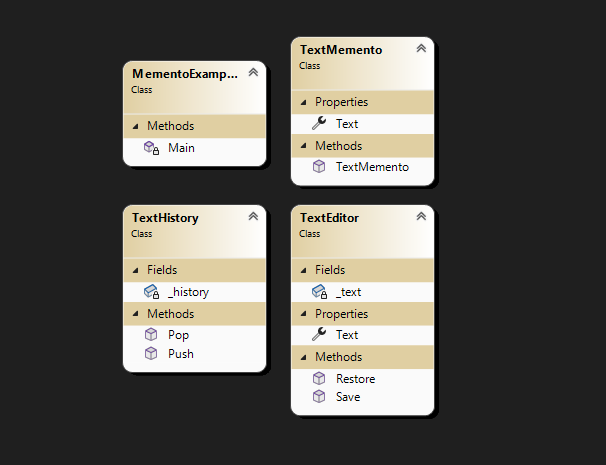 MementoExamp...
Class
Methods
Main
TextMemento
Class
Properties
Text
Methods
TextMemento
TextHistory
Class
Fields
_history
Methods
Pop
Push
TextEditor
Class
Fields
_text
Properties
Text
Methods
Restore
Save